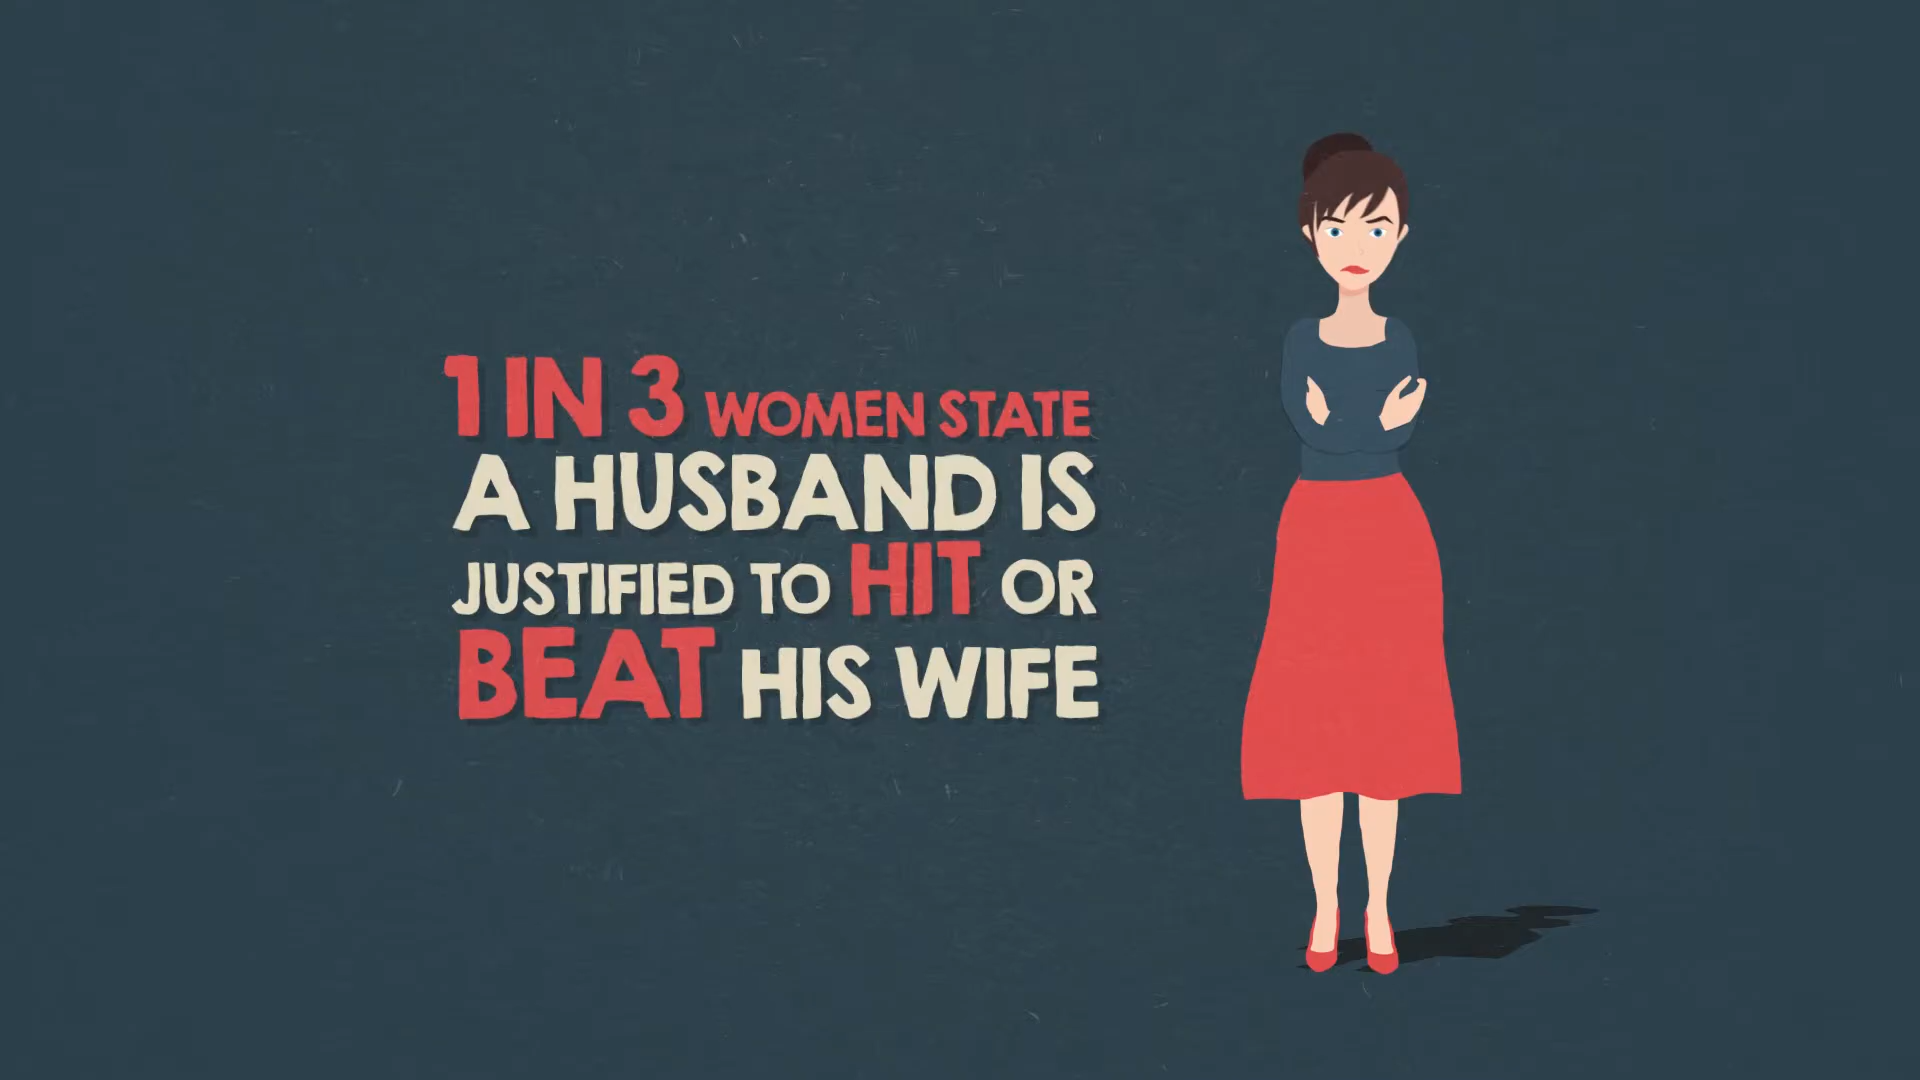 1 IN 3 WOMEN STATE
A HUSBAND IS
JUSTIFIED TO HIT OR
BEAT HIS WIFE